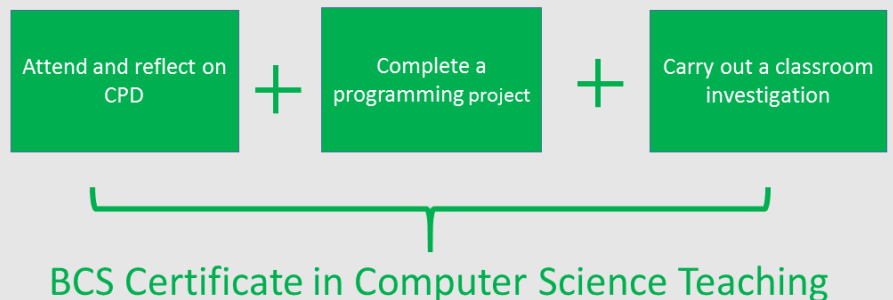 Attend and reflect on
CPD
+
Complete a
programming project
+
Carry out a classroom
investigation
BCS Certificate in Computer Science Teaching